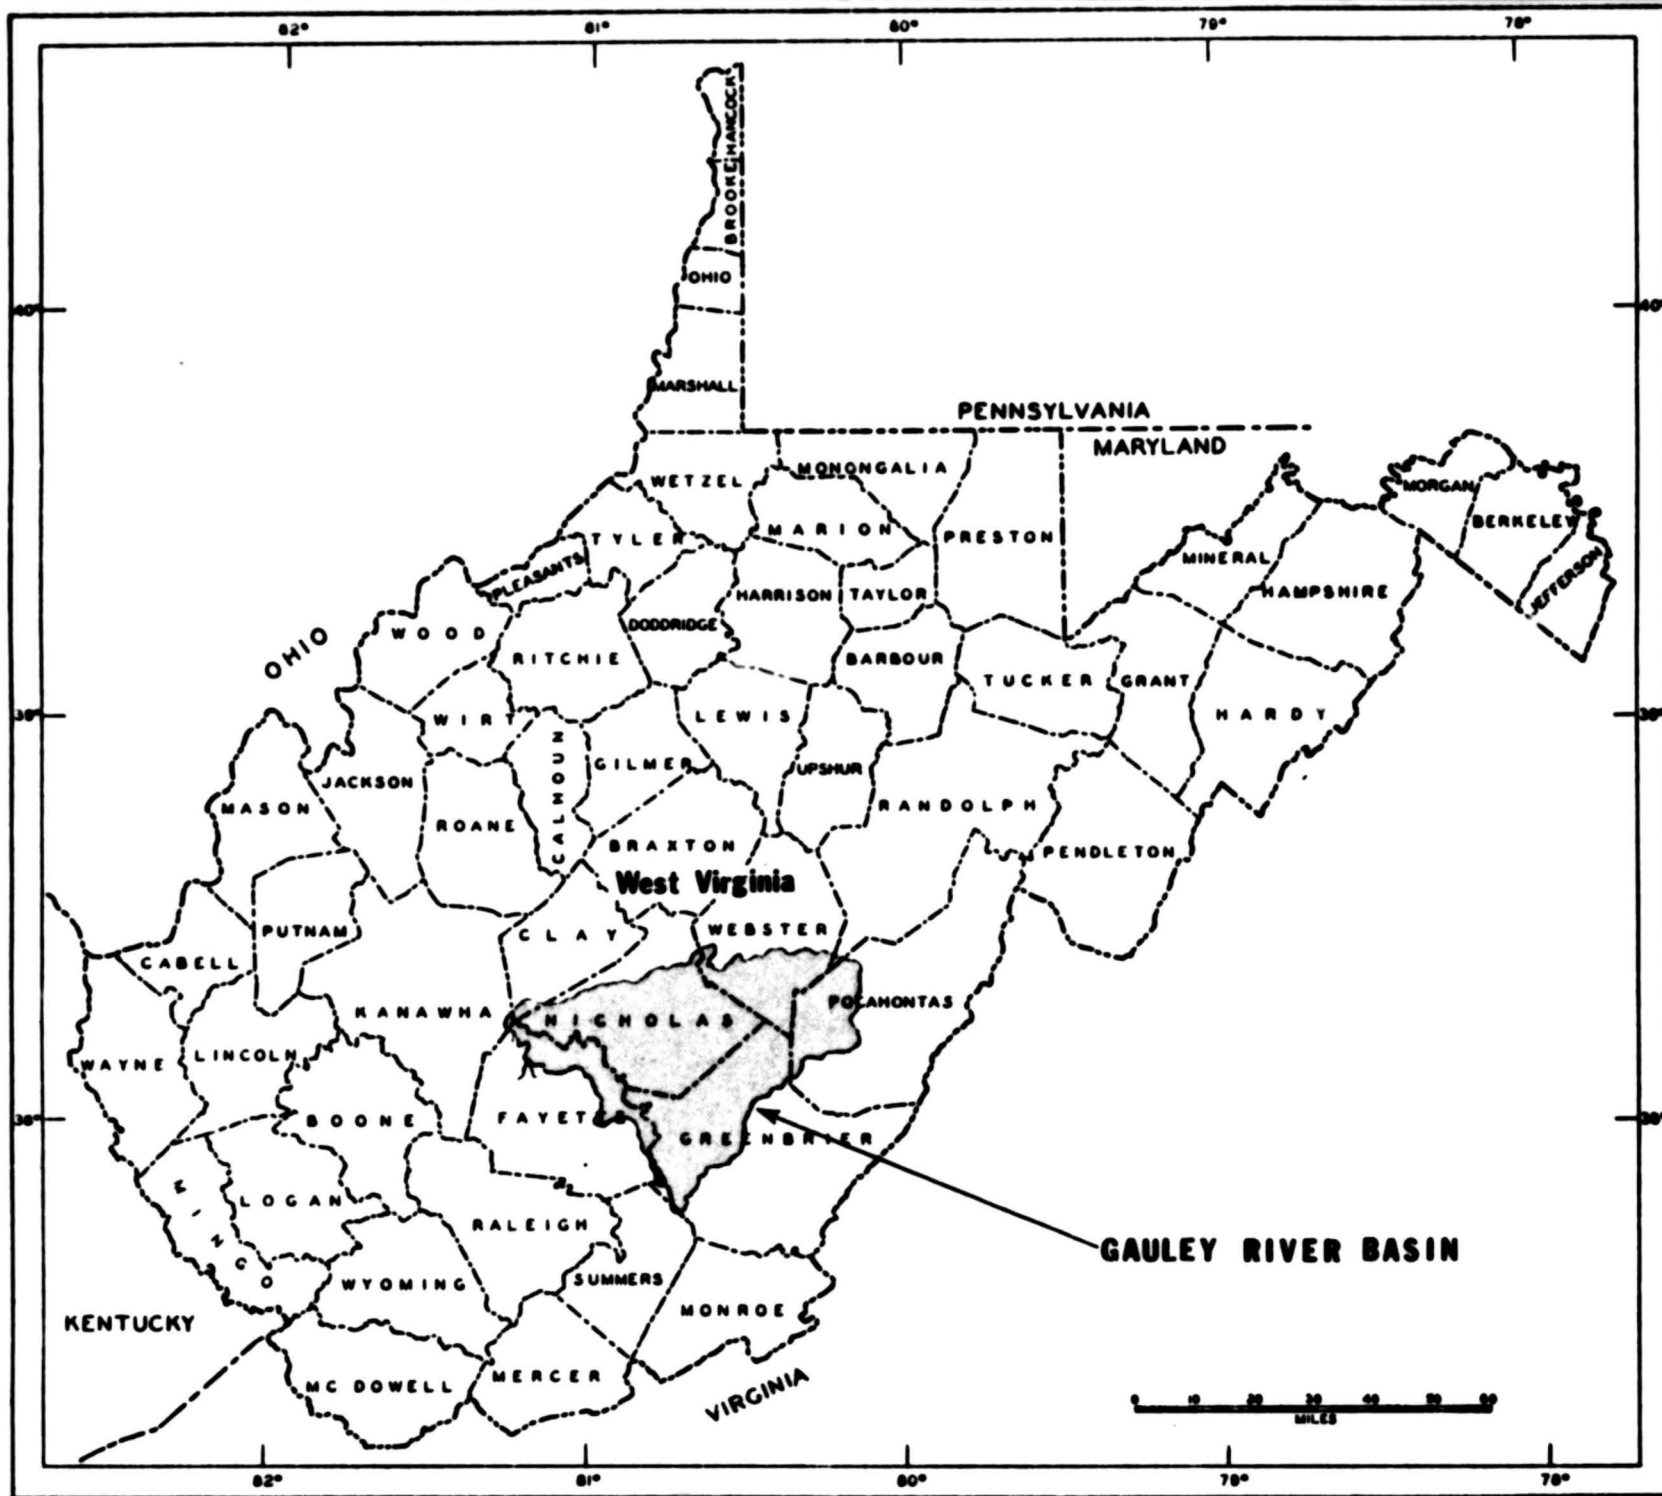 82° 81° 80° 79° 78°
HANCOCK
BROOKE
OHIO
40° 40°
MARSHALL
PENNSYLVANIA
MARYLAND
WETZEL
MONONGALIA
MORGAN
BERKELEY
JEFFERSON
TYLER
MARION
PRESTON
MINERAL
HAMPSHIRE
PLEASANTS
HARRISON
TAYLOR
DODDRIDGE
OHIO
WOOD
RITCHIE
BARBOUR
TUCKER
GRANT
HARDY
39° 39°
WIRT
LEWIS
CALHOUN
GILMER
UPSHUR
JACKSON
MASON
ROANE
RANDOLPH
BRAXTON
PENDLETON
West Virginia
PUTNAM
CLAY
WEBSTER
CABELL
KANAWHA
NICHOLAS
POCAHONTAS
WAYNE
LINCOLN
38° 38°
BOONE
FAYETTE
GREENBRIER
MINGO
LOGAN
RALEIGH
GAULEY RIVER BASIN
WYOMING
SUMMERS
MONROE
KENTUCKY
MC DOWELL
MERCER
VIRGINIA
0 10 20 30 40 50 60
MILES
82° 81° 80° 79° 78°